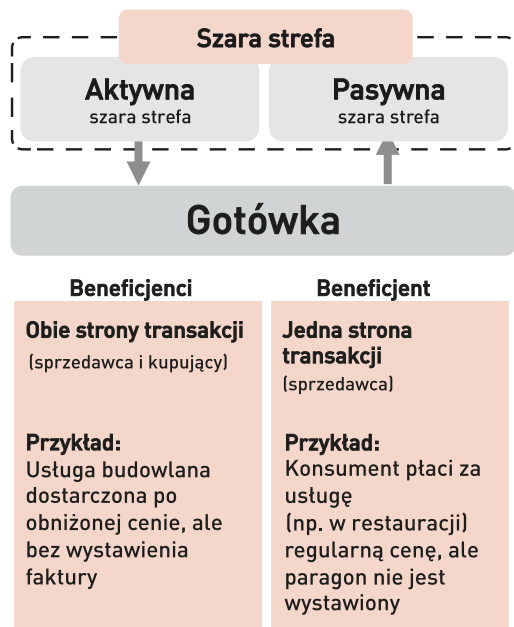 Szara strefa
Aktywna
szara strefa
Pasywna
szara strefa
Gotówka
Beneficjenci
Obie strony transakcji
(sprzedawca i kupujący)
Przykład:
Usługa budowlana
dostarczona po
obniżonej cenie, ale
bez wystawienia
faktury
Beneficjent
Jedna strona
transakcji
(sprzedawca)
Przykład:
Konsument płaci za
usługę
(np. w restauracji)
regularną cenę, ale
paragon nie jest
wystawiony